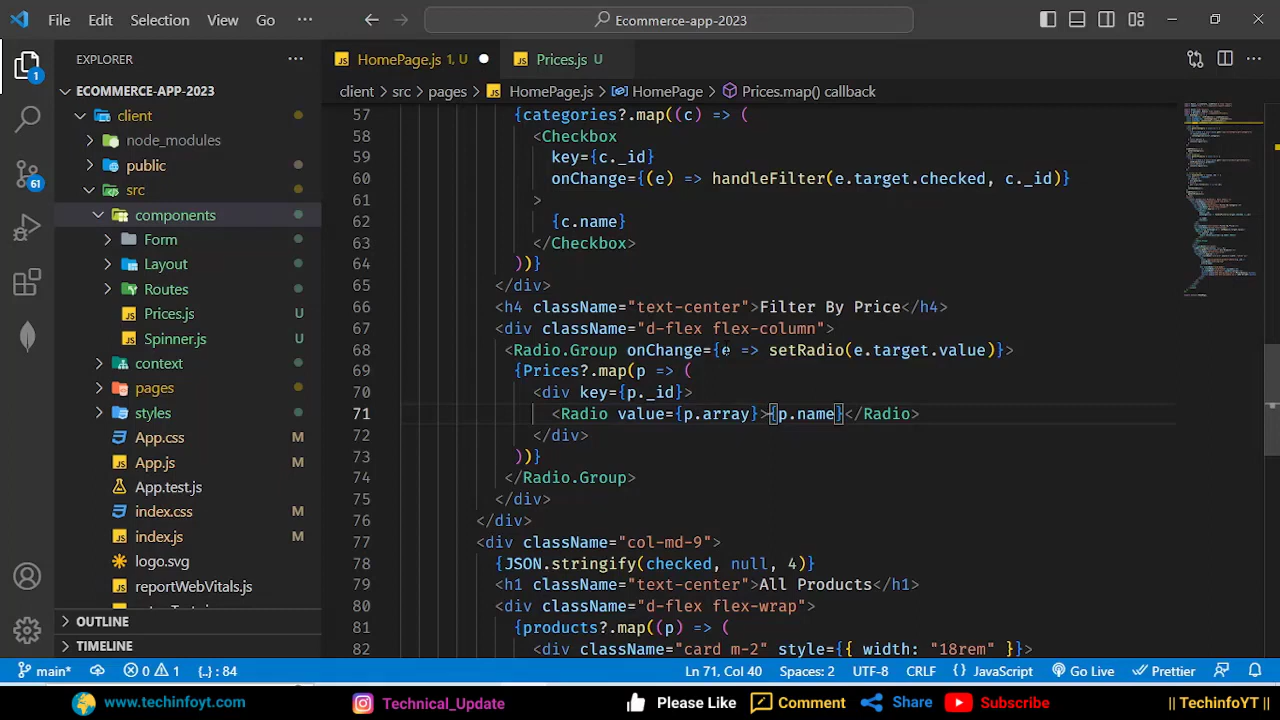 File Edit Selection View Go ··· Ecommerce-app-2023
EXPLORER
HomePage.js 1, U
Prices.js U
ECOMMERCE-APP-2023
client > src > pages > HomePage.js > HomePage > Prices.map() callback
client
node_modules
public
src
components
Form
Layout
Routes
Prices.js U
Spinner.js U
context
pages
styles
App.css M
App.js M
App.test.js
index.css M
index.js M
logo.svg
reportWebVitals.js
OUTLINE
TIMELINE
1
61
57 {categories?.map((c) => (
58 <Checkbox
59 key={c._id}
60 onChange={(e) => handleFilter(e.target.checked, c._id)}
61 >
62 {c.name}
63 </Checkbox>
64 ))}
65 </div>
66 <h4 className="text-center">Filter By Price</h4>
67 <div className="d-flex flex-column">
68 <Radio.Group onChange={e => setRadio(e.target.value)}>
69 {Prices?.map(p => (
70 <div key={p._id}>
71 <Radio value={p.array}>{p.name}</Radio>
72 </div>
73 ))}
74 </Radio.Group>
75 </div>
76 </div>
77 <div className="col-md-9">
78 {JSON.stringify(checked, null, 4)}
79 <h1 className="text-center">All Products</h1>
80 <div className="d-flex flex-wrap">
81 {products?.map((p) => (
82 <div className="card m-2" style={{ width: "18rem" }}>
main* 0 1 {..} : 84 Ln 71, Col 40 Spaces: 2 UTF-8 CRLF {} JavaScript Go Live Prettier
www.techinfoyt.com Technical_Update Please Like Comment Share Subscribe || TechinfoYT ||